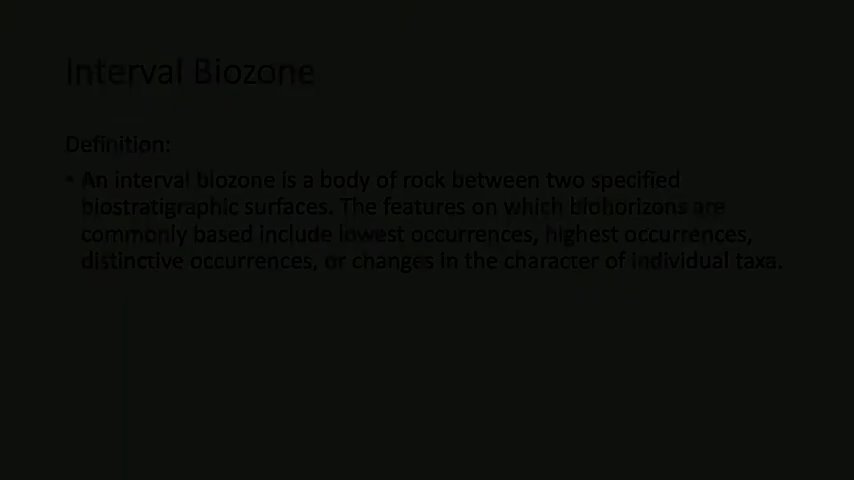 Interval Biozone
Definition:
• An interval biozone is a body of rock between two specified
biostratigraphic surfaces. The features on which biohorizons are
commonly based include lowest occurrences, highest occurrences,
distinctive occurrences, or changes in the character of individual taxa.